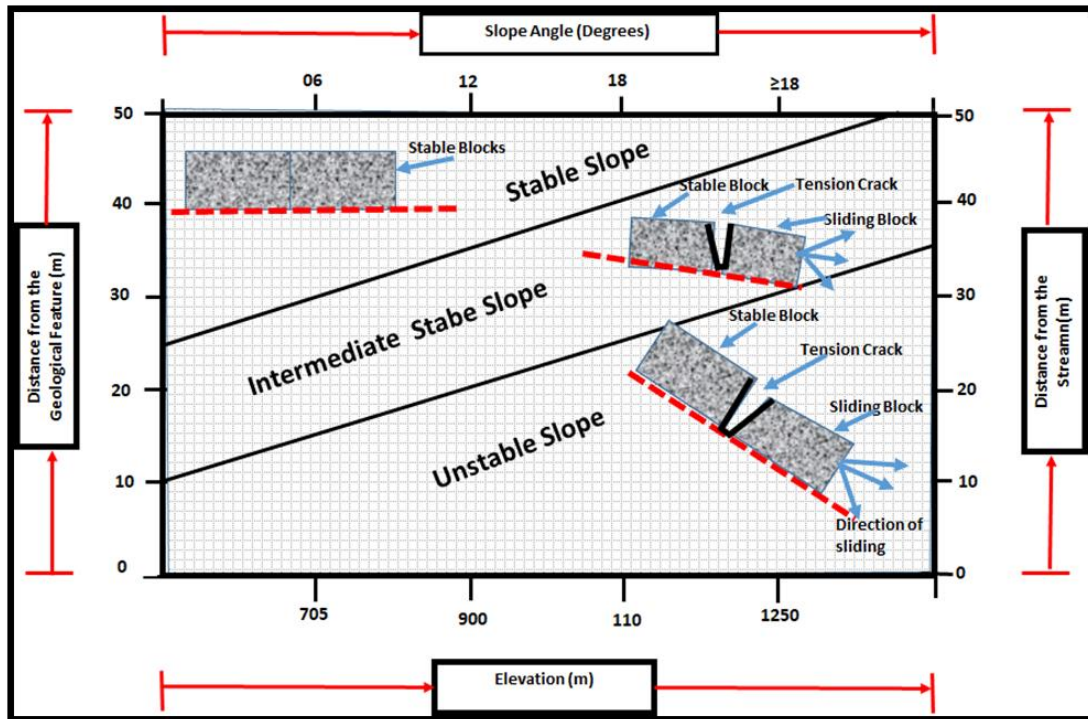 Slope Angle (Degrees)
06 12 18 ≥18
50 50
Stable Blocks
Stable Slope
Stable Block
Tension Crack
40 40
Sliding Block
Distance from the
Geological Feature (m)
Distance from the
Streamn(m)
30 30
Intermediate Stabe Slope
Stable Block
Tension Crack
20 20
Sliding Block
Unstable Slope
10 10
Direction of
sliding
0 0
705 900 110 1250
Elevation (m)